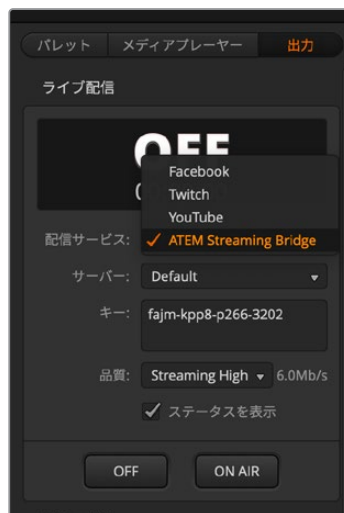 パレット メディアプレーヤー 出力
ライブ配信
OFF
Facebook
Twitch
YouTube
配信サービス: ✓ ATEM Streaming Bridge
サーバー: Default
キー: fajm-kpp8-p266-3202
品質: Streaming High 6.0Mb/s
ステータスを表示
OFF ON AIR